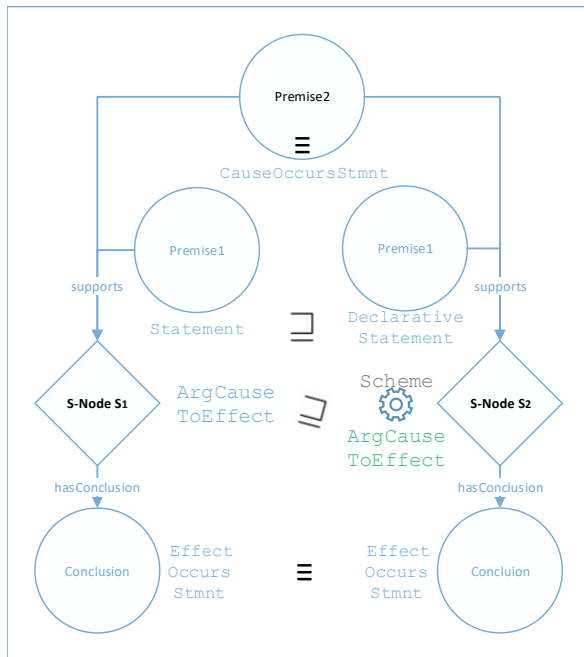 Premise2
≡
CauseOccursStmnt
Premise1
Premise1
supports
supports
Statement
⊒
Declarative
Statement
Scheme
S-Node S1
ArgCause
ToEffect
⊒
S-Node S2
ArgCause
ToEffect
hasConclusion
hasConclusion
Conclusion
Effect
Occurs
Stmnt
≡
Effect
Occurs
Stmnt
Concluion